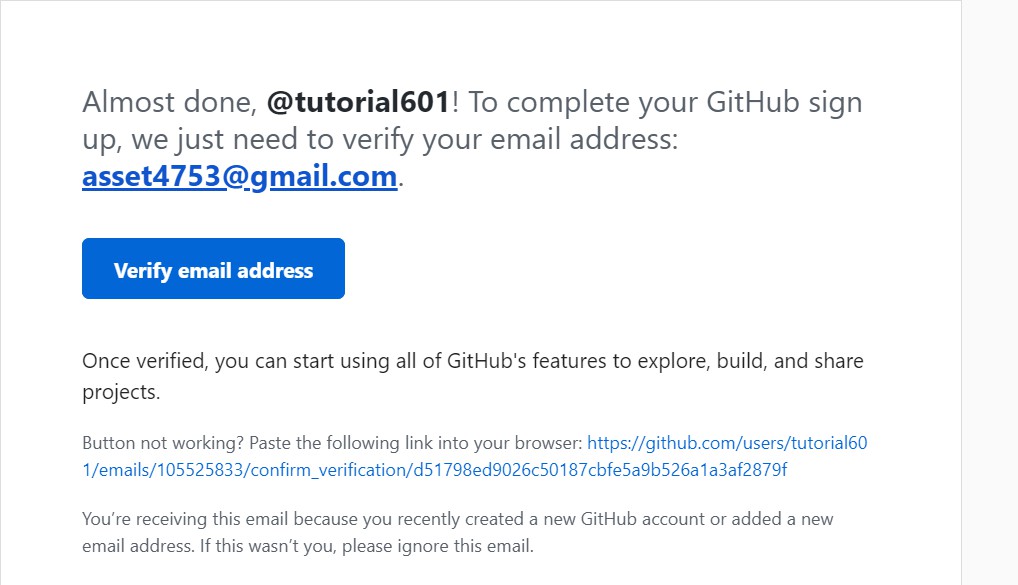 Almost done, @tutorial601! To complete your GitHub sign
up, we just need to verify your email address:
asset4753@gmail.com.
Verify email address
Once verified, you can start using all of GitHub's features to explore, build, and share
projects.
Button not working? Paste the following link into your browser: https://github.com/users/tutorial60
1/emails/105525833/confirm_verification/d51798ed9026c50187cbfe5a9b526a1a3af2879f
You’re receiving this email because you recently created a new GitHub account or added a new
email address. If this wasn’t you, please ignore this email.